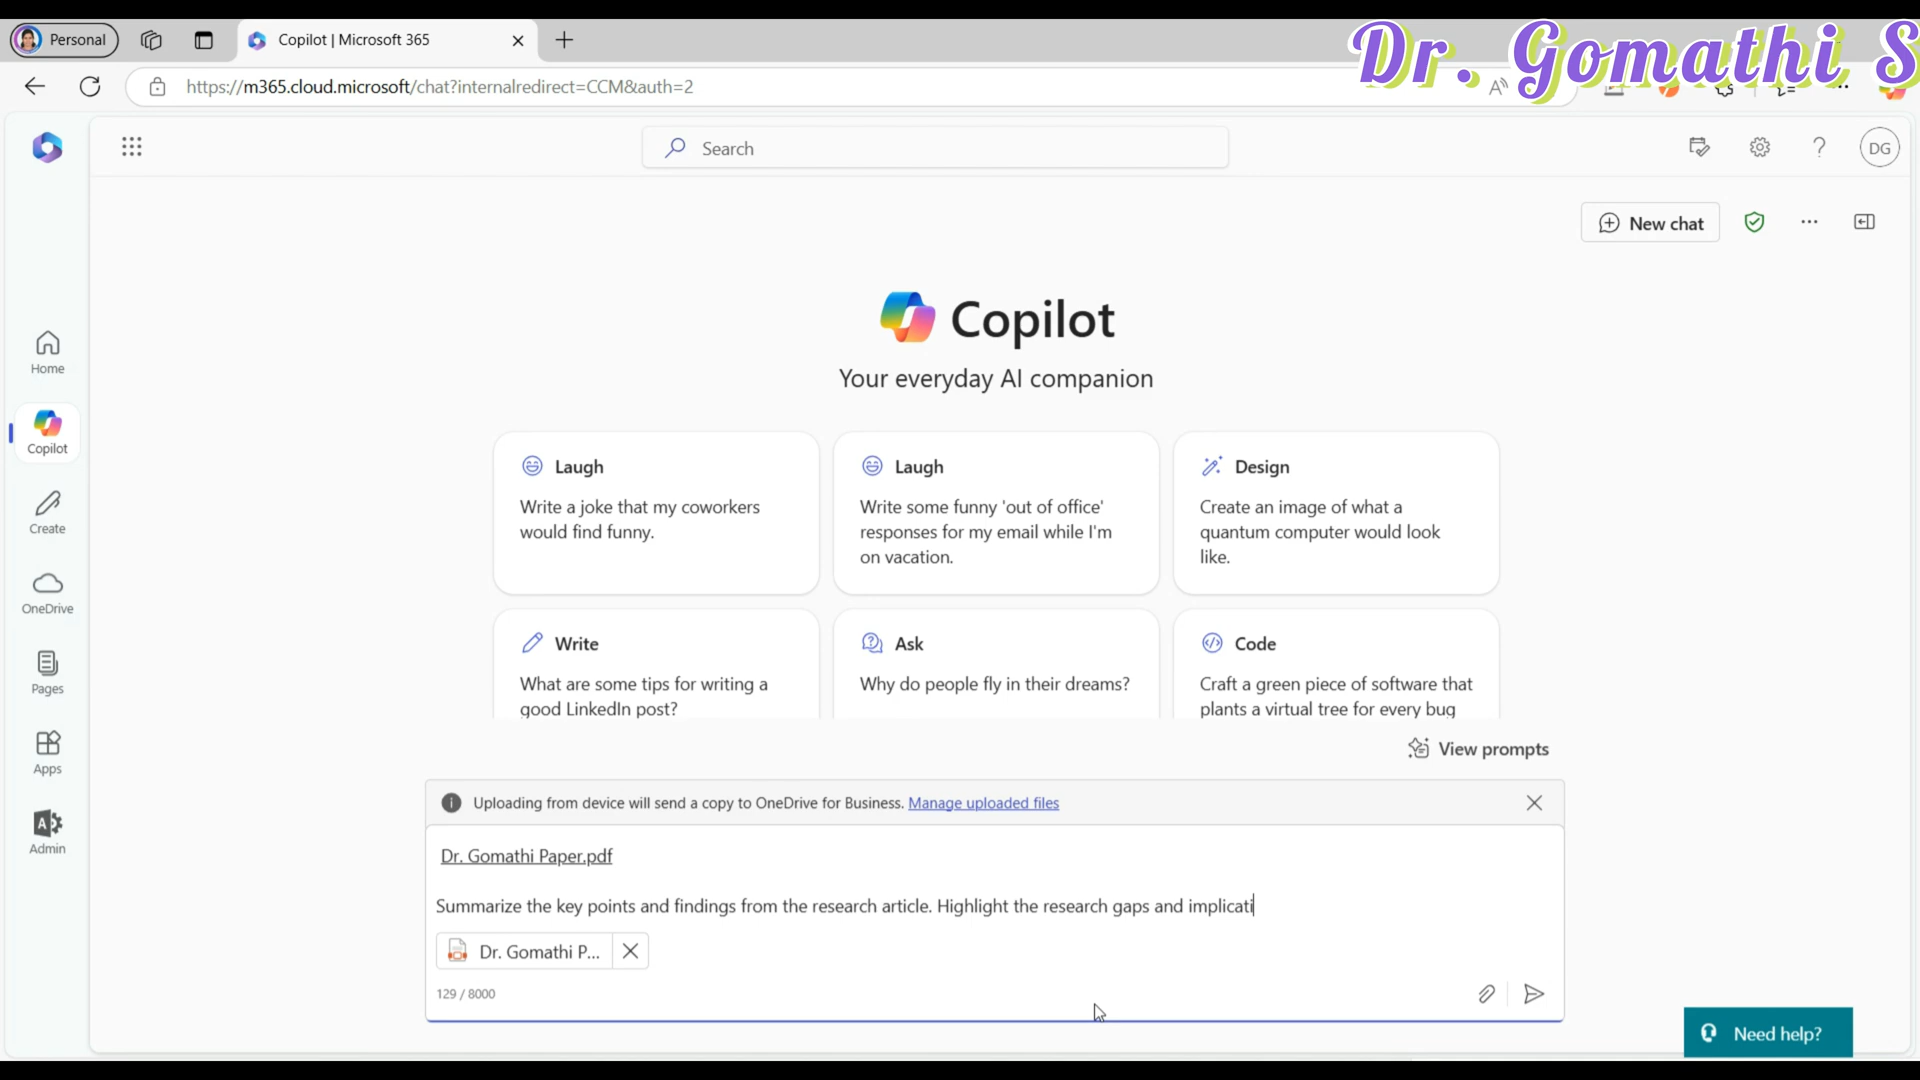 Personal
Copilot | Microsoft 365
Dr. Gomathi S
https://m365.cloud.microsoft/chat?internalredirect=CCM&auth=2
Search
DG
New chat
Copilot
Your everyday AI companion
Home
Copilot
Create
OneDrive
Pages
Apps
Admin
Laugh
Write a joke that my coworkers
would find funny.
Laugh
Write some funny 'out of office'
responses for my email while I'm
on vacation.
Design
Create an image of what a
quantum computer would look
like.
Write
What are some tips for writing a
good LinkedIn post?
Ask
Why do people fly in their dreams?
Code
Craft a green piece of software that
plants a virtual tree for every bug
View prompts
Uploading from device will send a copy to OneDrive for Business. Manage uploaded files
Dr. Gomathi Paper.pdf
Summarize the key points and findings from the research article. Highlight the research gaps and implicati
Dr. Gomathi P...
129 / 8000
Need help?